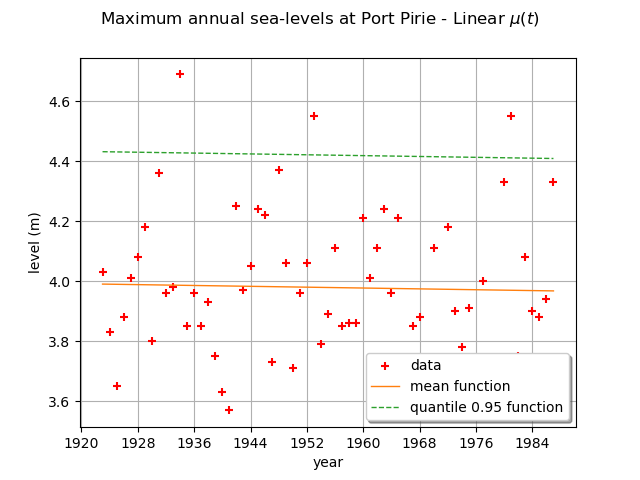 Maximum annual sea-levels at Port Pirie - Linear μ(t)
level (m)
4.6
4.4
4.2
4.0
3.8
3.6
data
mean function
quantile 0.95 function
1920 1928 1936 1944 1952 1960 1968 1976 1984
year